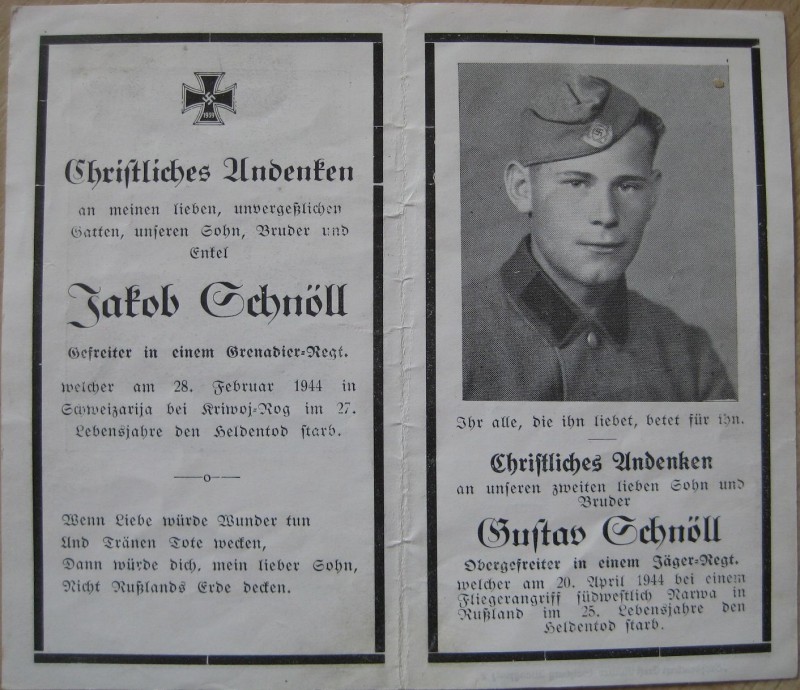 1939
Christliches Andenken
an meinen lieben, unvergeßlichen
Gatten, unseren Sohn, Bruder und
Enkel
Jakob Schnöll
Gefreiter in einem Grenadier-Regt.
welcher am 28. Februar 1944 in
Schweizarija bei Kriwoj-Rog im 27.
Lebensjahre den Heldentod starb.
Wenn Liebe würde Wunder tun
Und Tränen Tote wecken,
Dann würde dich, mein lieber Sohn,
Nicht Rußlands Erde decken.
Ihr alle, die ihn liebet, betet für ihn.
Christliches Andenken
an unseren zweiten lieben Sohn und
Bruder
Gustav Schnöll
Obergefreiter in einem Jäger-Regt.
welcher am 20. April 1944 bei einem
Fliegerangriff südwestlich Narwa in
Rußland im 25. Lebensjahre den
Heldentod starb.